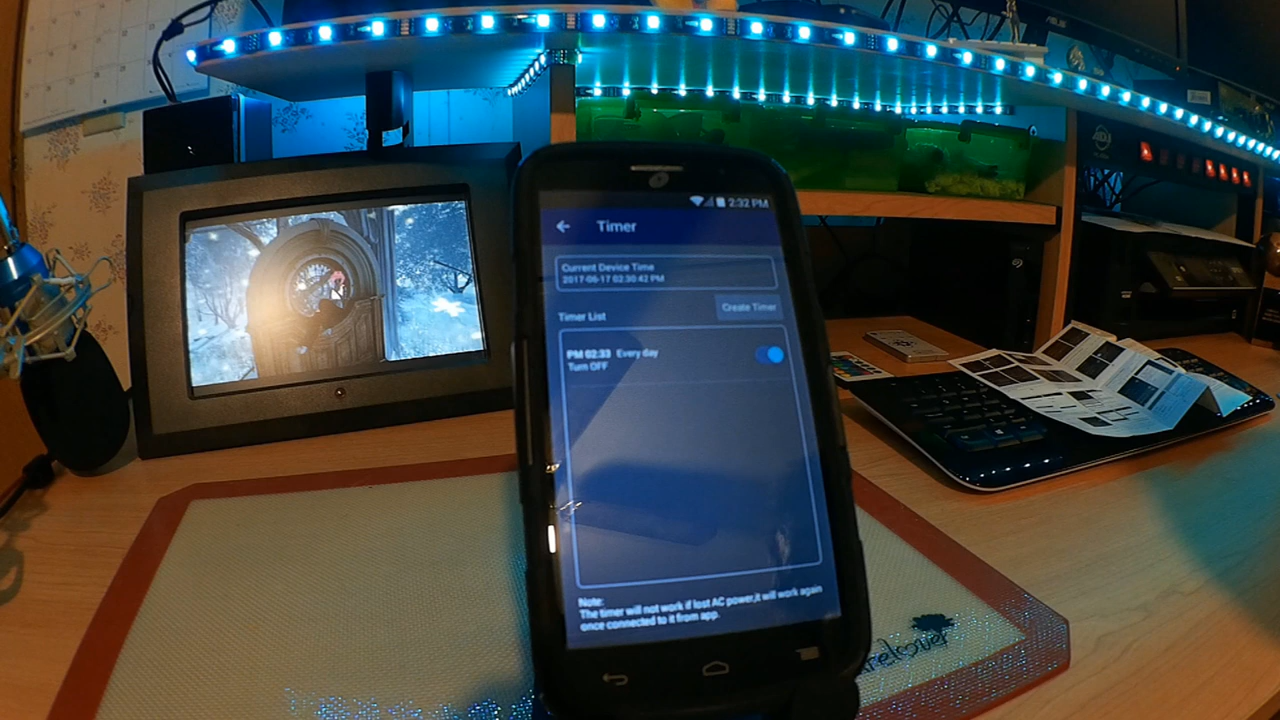 2:32 PM
Timer
Current Device Time
2017-06-17 02:30:42 PM
Create Timer
Timer List
PM 02:33 Every day
Turn OFF
Note:
The timer will not work if lost AC power,it will work again
once connected to it from app.